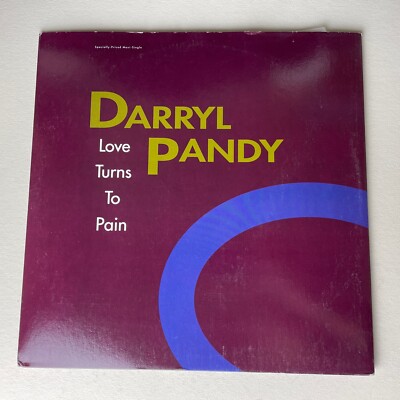 Specially-Priced Maxi-Single
DARRYL
PANDY
Love
Turns
To
Pain